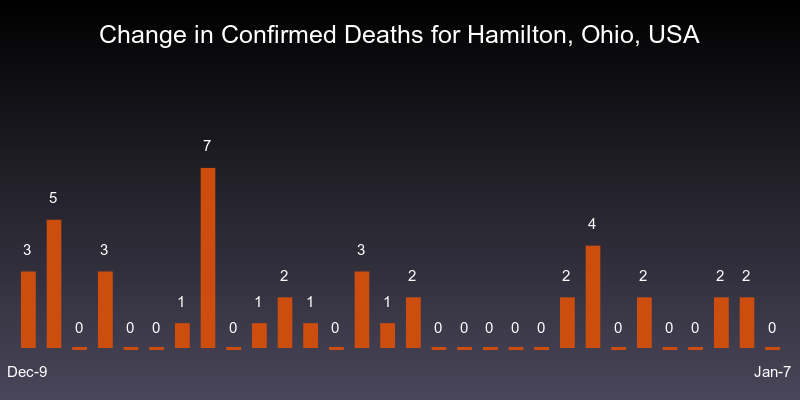 Change in Confirmed Deaths for Hamilton, Ohio, USA
7
5
4
3 3 3
2 2 2 2 2 2
1 1 1 1
0 0 0 0 0 0 0 0 0 0 0 0 0 0 0
Dec-9 Jan-7